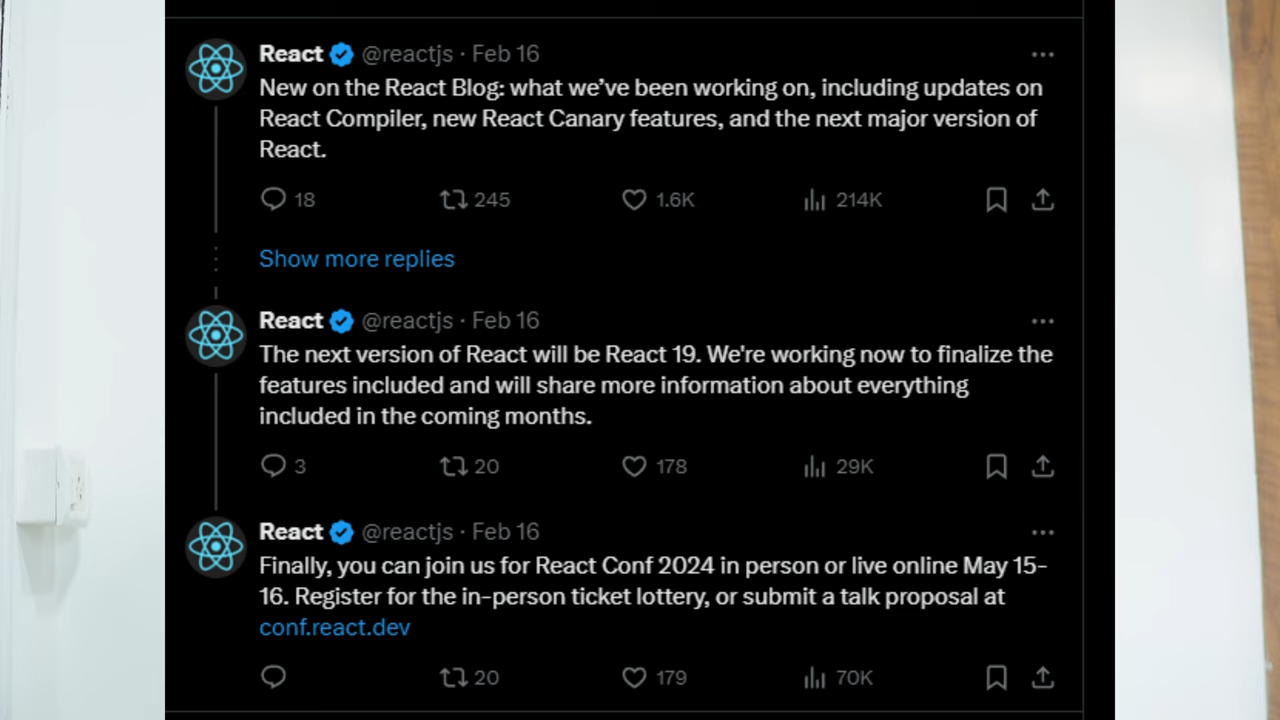 React @reactjs · Feb 16
New on the React Blog: what we’ve been working on, including updates on
React Compiler, new React Canary features, and the next major version of
React.
18 245 1.6K 214K
Show more replies
React @reactjs · Feb 16
The next version of React will be React 19. We're working now to finalize the
features included and will share more information about everything
included in the coming months.
3 20 178 29K
React @reactjs · Feb 16
Finally, you can join us for React Conf 2024 in person or live online May 15-
16. Register for the in-person ticket lottery, or submit a talk proposal at
conf.react.dev
20 179 70K